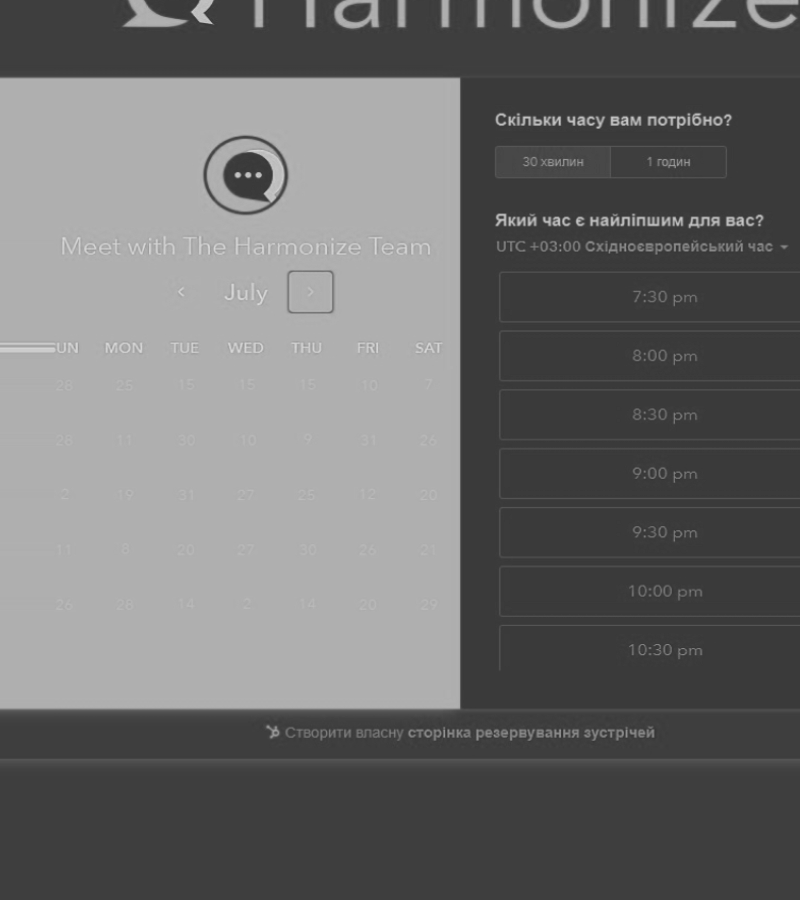 Harmonize
Meet with The Harmonize Team
July
UN MON TUE WED THU FRI SAT
28 25 15 15 15 10 7
28 11 30 10 9 31 26
2 19 31 27 25 12 20
11 8 20 27 30 26 21
26 28 14 2 14 20 29
Скільки часу вам потрібно?
30 хвилин 1 годин
Який час є найліпшим для вас?
UTC +03:00 Східноєвропейський час
7:30 pm
8:00 pm
8:30 pm
9:00 pm
9:30 pm
10:00 pm
10:30 pm
Створити власну сторінка резервування зустрічей